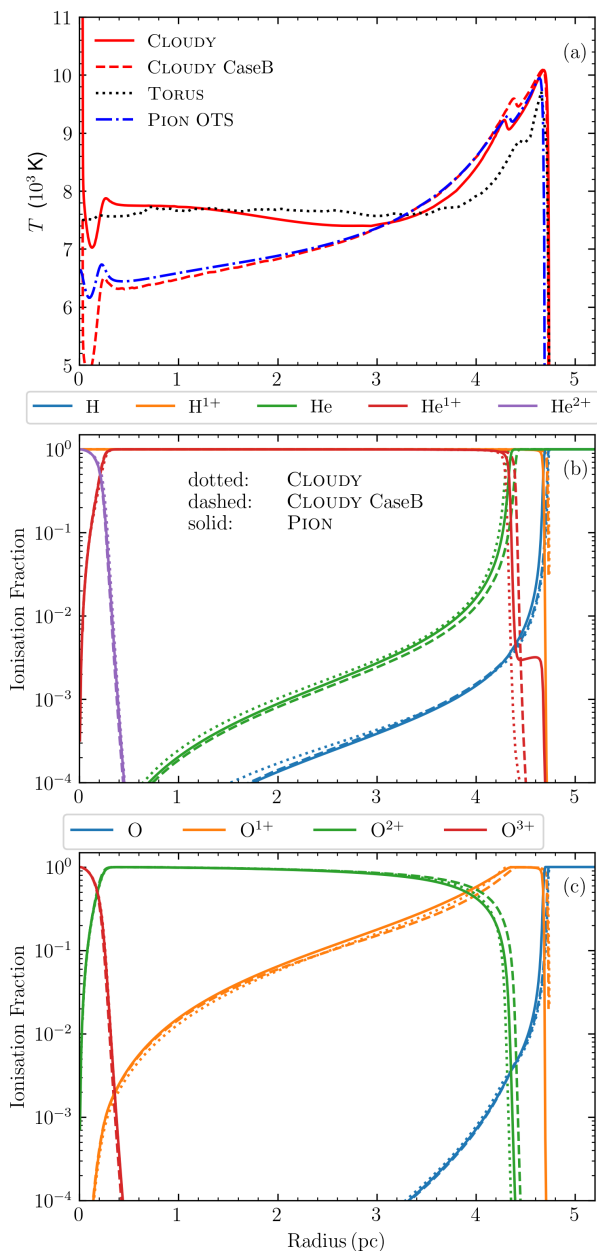 11
10
9
8
7
6
5
T (10³ K)
CLOUDY
CLOUDY CASEB
TORUS
PION OTS
(a)
0 1 2 3 4 5
H H¹⁺ He He¹⁺ He²⁺
10⁰
10⁻¹
10⁻²
10⁻³
10⁻⁴
Ionisation Fraction
dotted: CLOUDY
dashed: CLOUDY CASEB
solid: PION
(b)
0 1 2 3 4 5
O O¹⁺ O²⁺ O³⁺
10⁰
10⁻¹
10⁻²
10⁻³
10⁻⁴
Ionisation Fraction
(c)
0 1 2 3 4 5
Radius (pc)